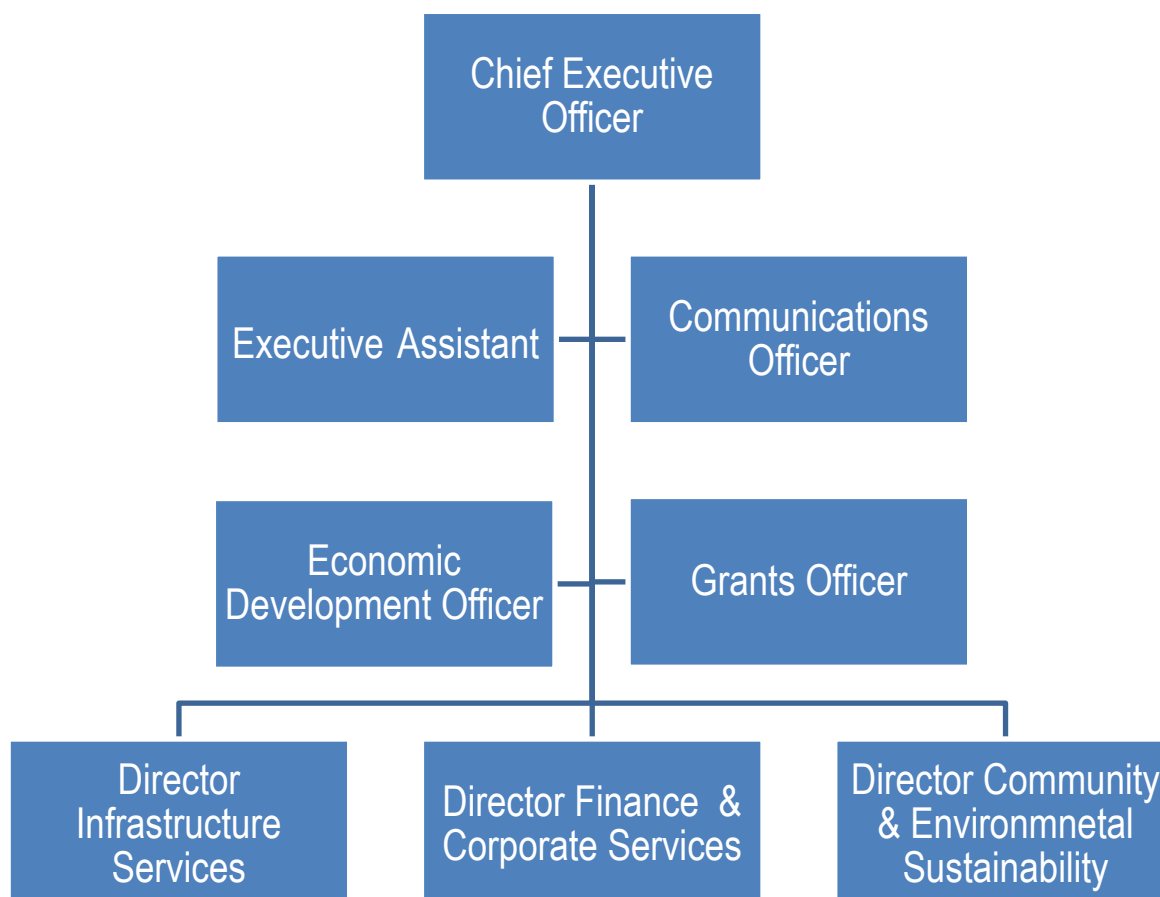 Chief Executive
Officer
Executive Assistant
Communications
Officer
Economic
Development Officer
Grants Officer
Director
Infrastructure
Services
Director Finance &
Corporate Services
Director Community
& Environmnetal
Sustainability